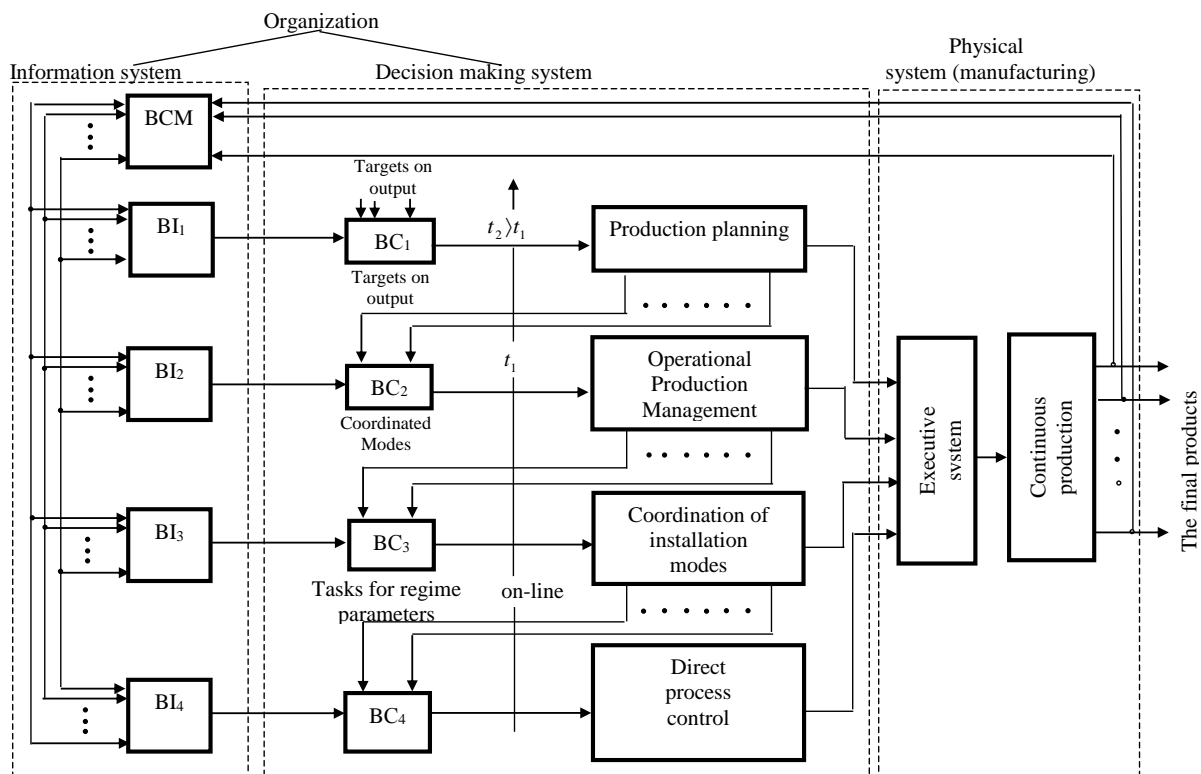 Organization
Information system
Decision making system
Physical
system (manufacturing)
BCM
Targets on
output
BI₁
BC₁
t₂⟩t₁
Production planning
Targets on
output
BI₂
BC₂
t₁
Operational
Production
Management
Coordinated
Modes
Executive
svstem
Continuous
production
The final products
BI₃
BC₃
Coordination of
installation
modes
Tasks for regime
parameters
on-line
BI₄
BC₄
Direct
process
control